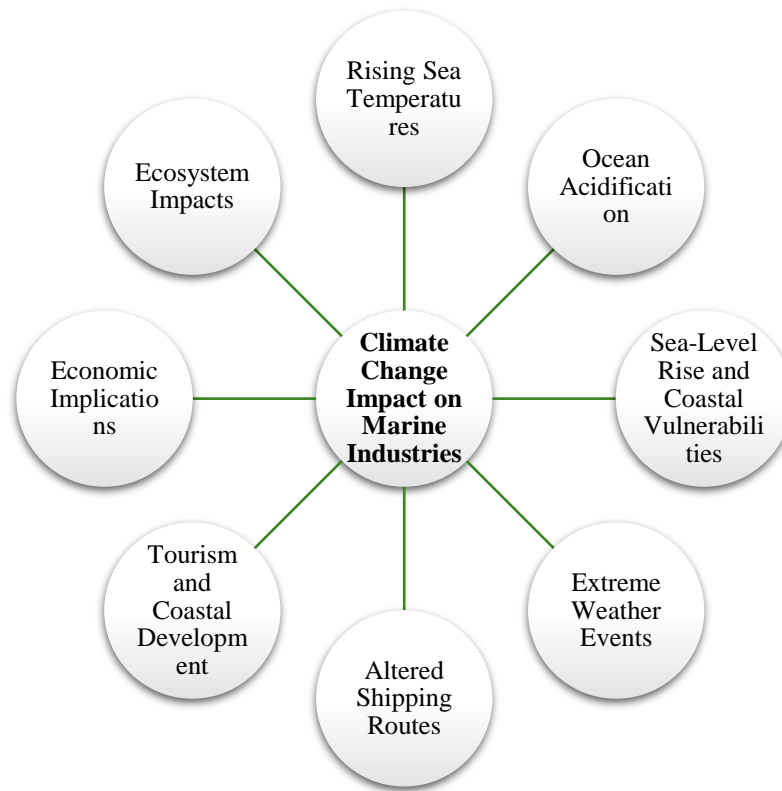 Rising Sea
Temperatu
res
Ocean
Acidificati
on
Sea-Level
Rise and
Coastal
Vulnerabili
ties
Extreme
Weather
Events
Altered
Shipping
Routes
Tourism
and
Coastal
Developm
ent
Economic
Implicatio
ns
Ecosystem
Impacts
Climate
Change
Impact on
Marine
Industries